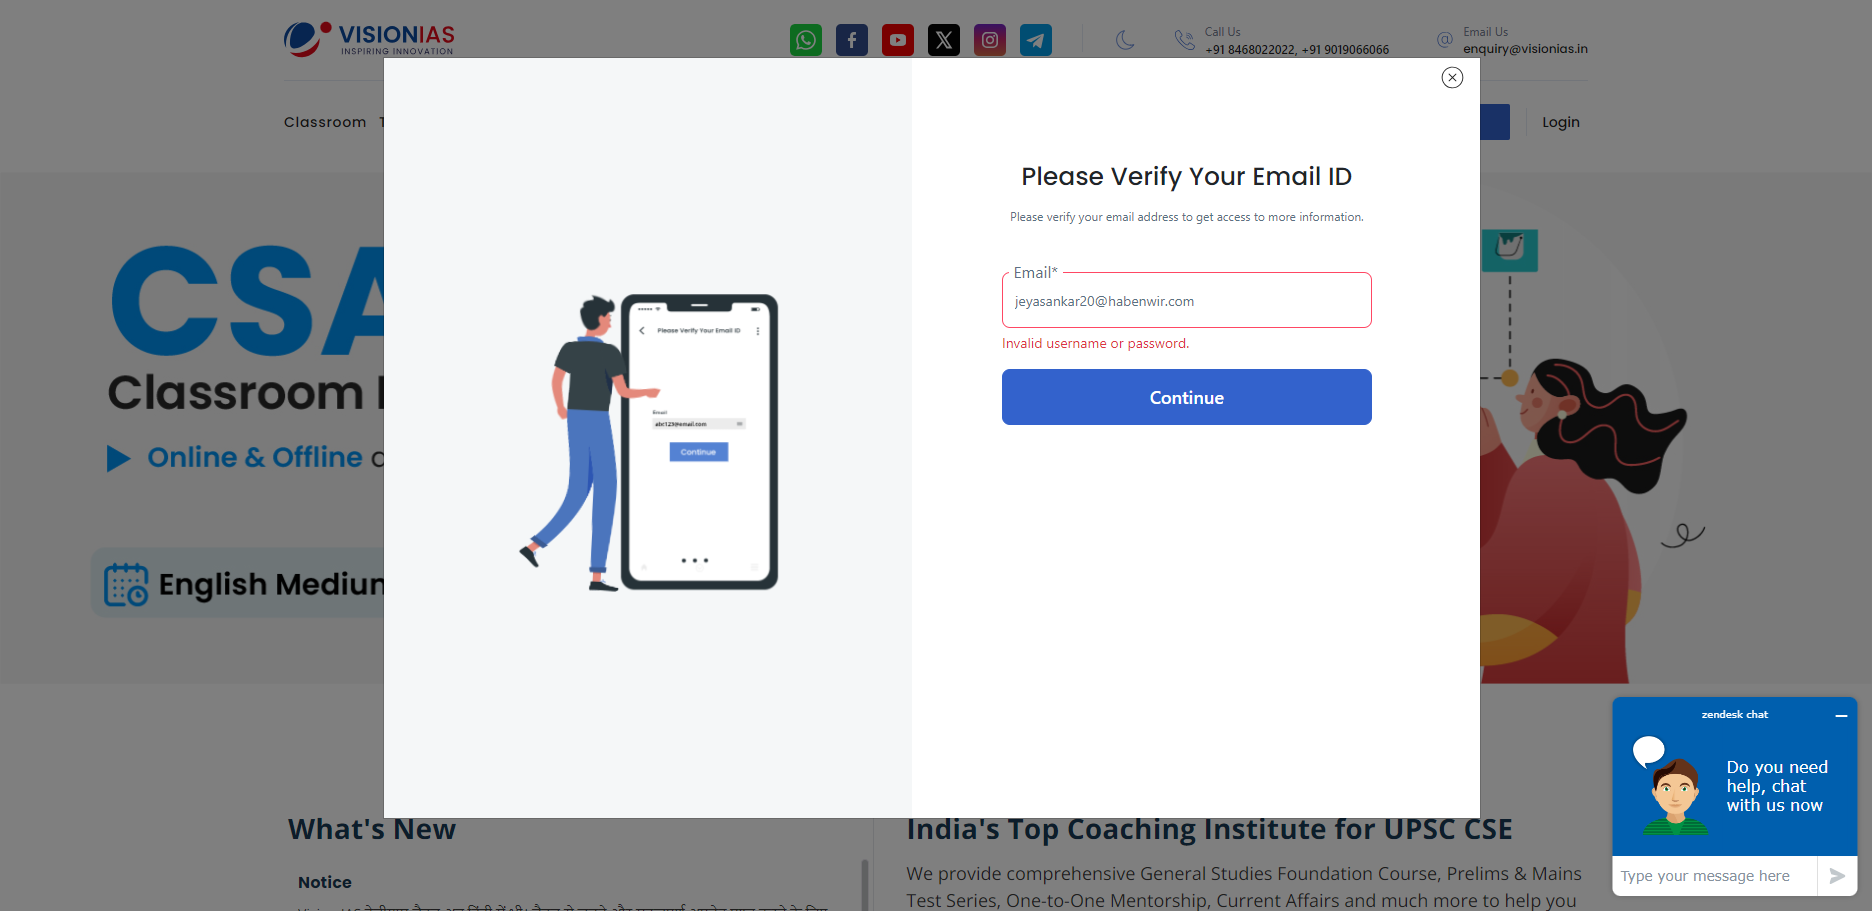 VISIONIAS
INSPIRING INNOVATION
Call Us
+91 8468022022, +91 9019066066
Email Us
enquiry@visionias.in
Classroom
Login
Please Verify Your Email ID
Please verify your email address to get access to more information.
Email*
jeyasankar20@habenwir.com
Invalid username or password.
Continue
Please Verify Your Email ID
Email
abc123@email.com
Continue
CSA
Classroom
Online & Offline
English Medium
zendesk chat
Do you need
help, chat
with us now
Type your message here
What's New
Notice
India's Top Coaching Institute for UPSC CSE
We provide comprehensive General Studies Foundation Course, Prelims & Mains
Test Series, One-to-One Mentorship, Current Affairs and much more to help you